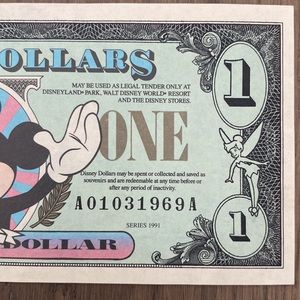 DOLLARS
MAY BE USED AS LEGAL TENDER ONLY AT
DISNEYLAND® PARK, WALT DISNEY WORLD® RESORT
AND THE DISNEY STORES.
1
ONE
Disney Dollars may be spent or collected and saved as
souvenirs and are redeemable at any time before or
after any period of inactivity.
A01031969A
SERIES 1991
DOLLAR
1